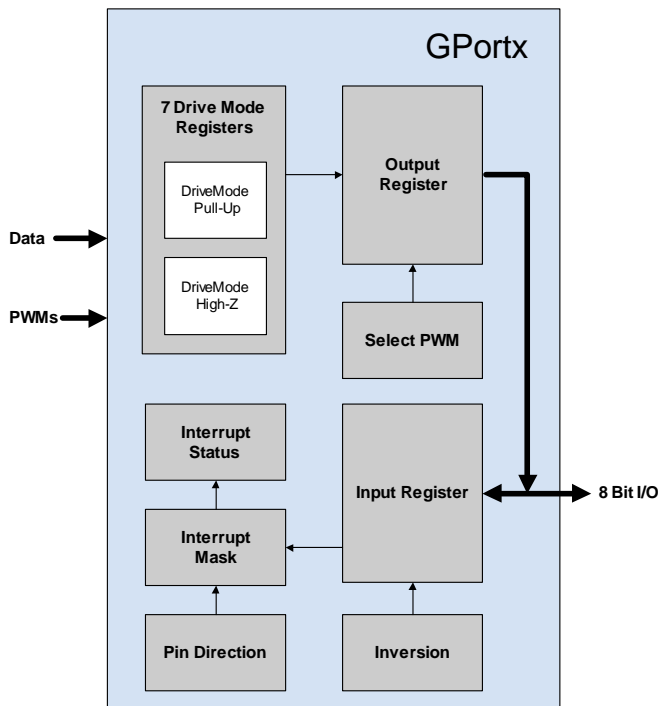 GPortx
7 Drive Mode
Registers
DriveMode
Pull-Up
DriveMode
High-Z
Output
Register
Data
PWMs
Select PWM
Interrupt
Status
Input Register
8 Bit I/O
Interrupt
Mask
Pin Direction
Inversion